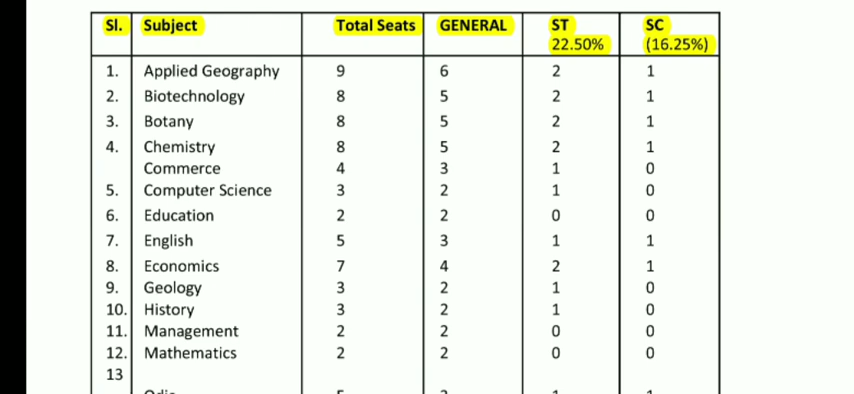 Sl. Subject Total Seats GENERAL ST SC
22.50% (16.25%)
1. Applied Geography 9 6 2 1
2. Biotechnology 8 5 2 1
3. Botany 8 5 2 1
4. Chemistry 8 5 2 1
Commerce 4 3 1 0
5. Computer Science 3 2 1 0
6. Education 2 2 0 0
7. English 5 3 1 1
8. Economics 7 4 2 1
9. Geology 3 2 1 0
10. History 3 2 1 0
11. Management 2 2 0 0
12. Mathematics 2 2 0 0
13